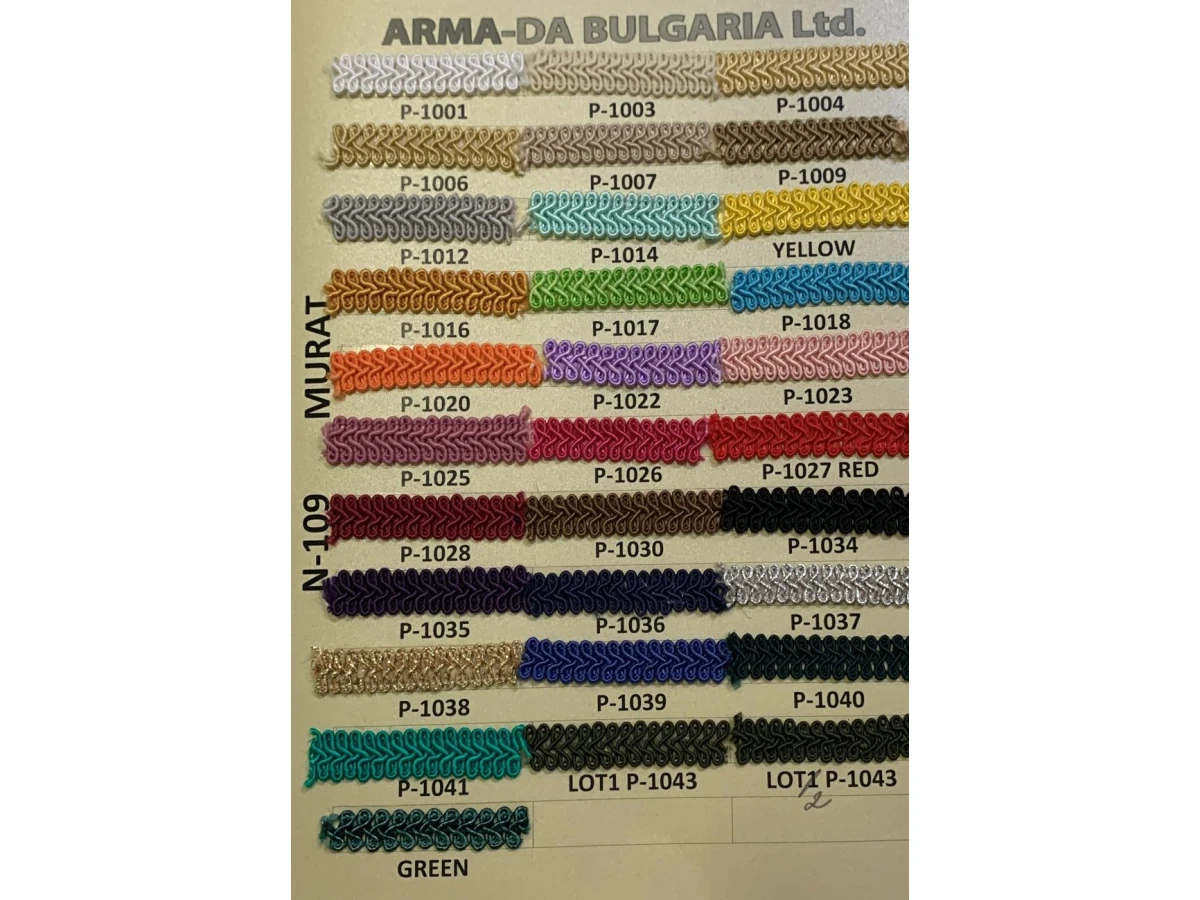 ARMA-DA BULGARIA Ltd.
P-1001 P-1003 P-1004
P-1006 P-1007 P-1009
P-1012 P-1014 YELLOW
P-1016 P-1017 P-1018
P-1020 P-1022 P-1023
P-1025 P-1026 P-1027 RED
P-1028 P-1030 P-1034
P-1035 P-1036 P-1037
P-1038 P-1039 P-1040
P-1041 LOT1 P-1043 LOT1 P-1043
/2
GREEN
N-109 MURAT